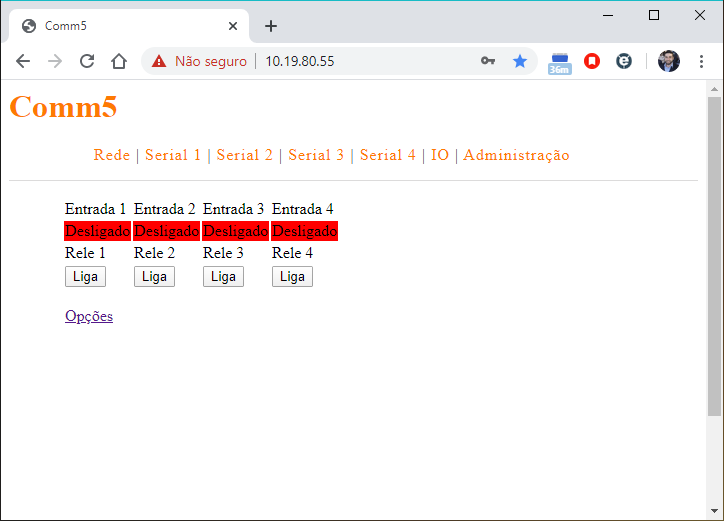 Comm5
Não seguro 10.19.80.55
36m
Comm5
Rede | Serial 1 | Serial 2 | Serial 3 | Serial 4 | IO | Administração
Entrada 1 Entrada 2 Entrada 3 Entrada 4
Desligado Desligado Desligado Desligado
Rele 1 Rele 2 Rele 3 Rele 4
Liga Liga Liga Liga
Opções